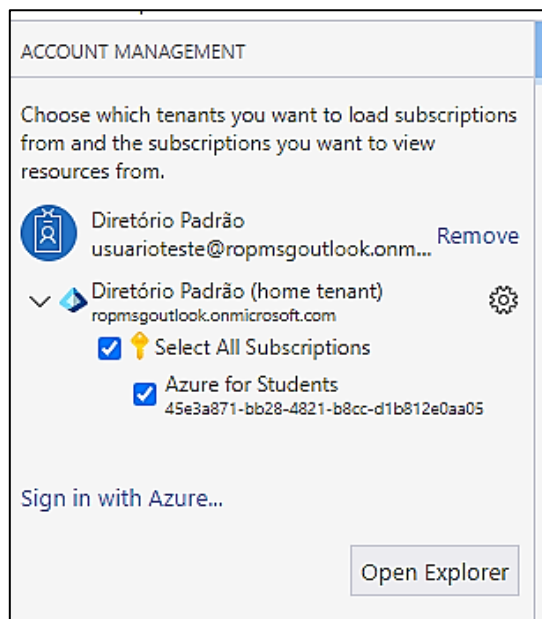 ACCOUNT MANAGEMENT
Choose which tenants you want to load subscriptions
from and the subscriptions you want to view
resources from.
Diretório Padrão
usuarioteste@ropmsgoutlook.onm... Remove
Diretório Padrão (home tenant)
ropmsgoutlook.onmicrosoft.com
Select All Subscriptions
Azure for Students
45e3a871-bb28-4821-b8cc-d1b812e0aa05
Sign in with Azure...
Open Explorer